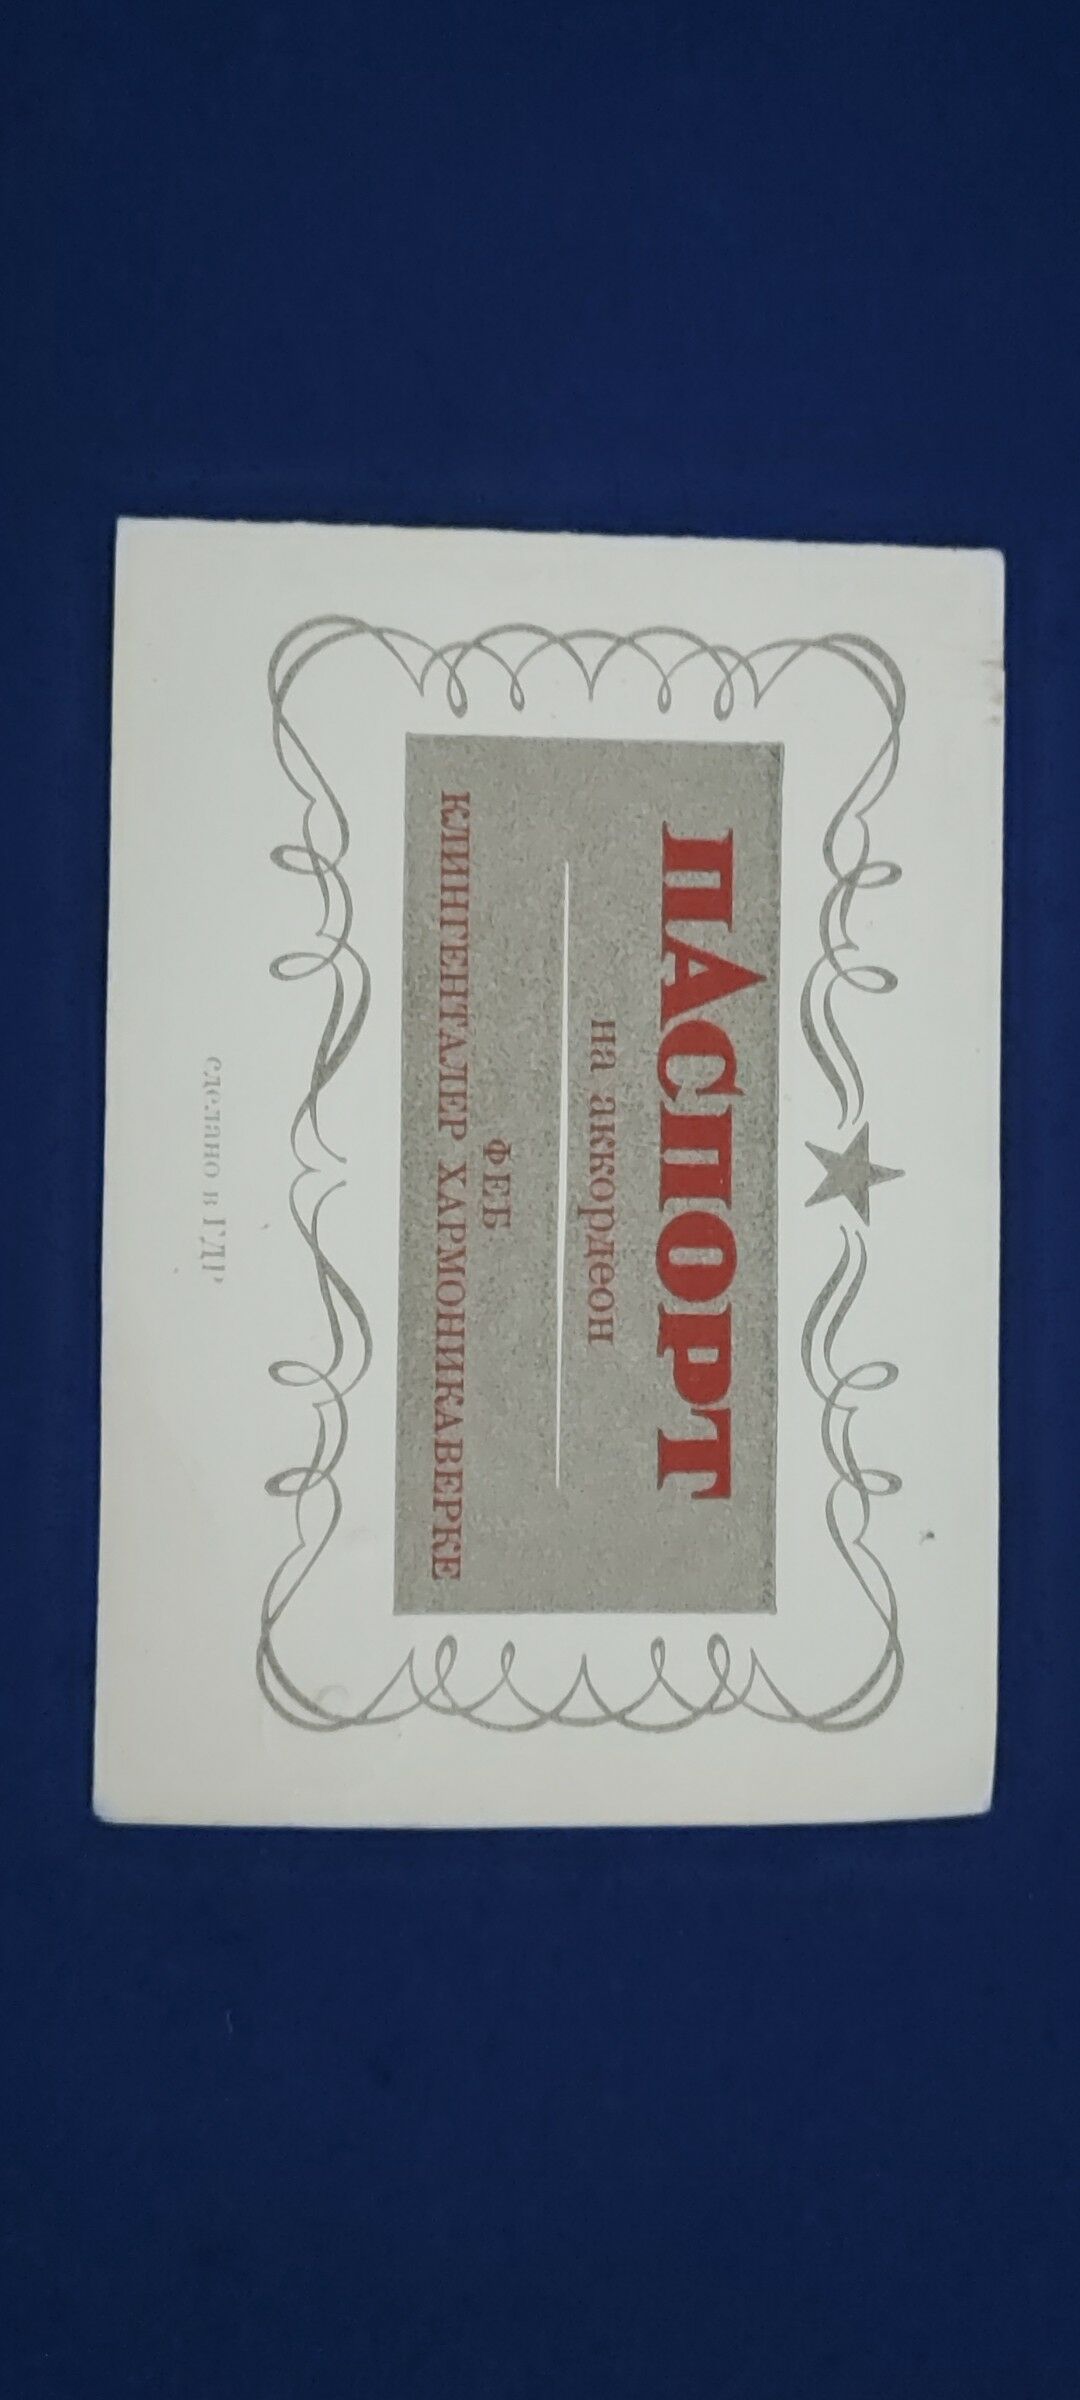 ПАСПОРТ
на аккордеон
ФЕБ
КЛИНГЕНТАЛЕР ХАРМОНИКАВЕРКЕ
сделано в ГДР